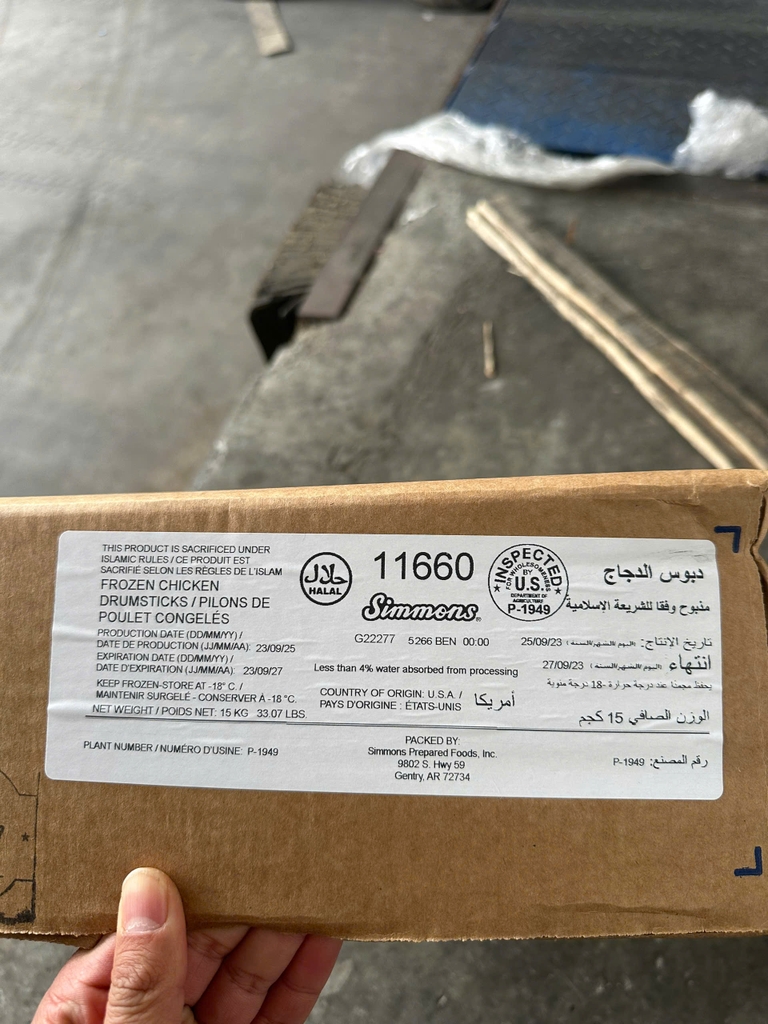 THIS PRODUCT IS SACRIFICED UNDER
ISLAMIC RULES / CE PRODUIT EST
SACRIFIÉ SELON LES RÈGLES DE L'ISLAM
FROZEN CHICKEN
DRUMSTICKS / PILONS DE
POULET CONGELÉS
PRODUCTION DATE (DD/MM/YY) /
DATE DE PRODUCTION (JJ/MM/AA): 23/09/25
EXPIRATION DATE (DD/MM/YY) /
DATE D'EXPIRATION (JJ/MM/AA): 23/09/27
KEEP FROZEN-STORE AT -18° C /
MAINTENIR SURGELÉ - CONSERVER À -18 °C
NET WEIGHT / POIDS NET: 15 KG 33.07 LBS
حلال
HALAL
11660
Simmons®
G22277 5266 BEN 00:00
Less than 4% water absorbed from processing
COUNTRY OF ORIGIN: U.S.A. /
PAYS D'ORIGINE : ÉTATS-UNIS
أمريكا
INSPECTED
FOR WHOLESOMENESS
BY
U.S.
DEPARTMENT OF
AGRICULTURE
P-1949
دبوس الدجاج
مذبوح وفقا للشريعة الإسلامية
تاريخ الانتاج: (اليوم/الشهر/السنة) 25/09/23
انتهاء (اليوم/الشهر/السنة) 27/09/23
يحفظ مجمدا عند درجة حرارة -18 درجة مئوية
الوزن الصافي 15 كجم
PLANT NUMBER / NUMÉRO D'USINE: P-1949
PACKED BY:
Simmons Prepared Foods, Inc.
9802 S. Hwy 59
Gentry, AR 72734
رقم المصنع: P-1949